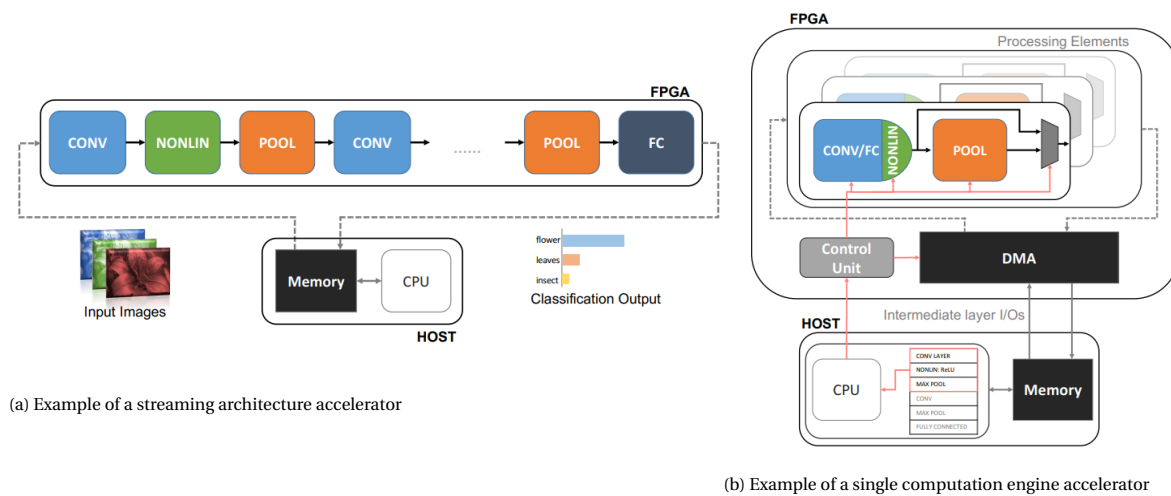 FPGA
CONV
NONLIN
POOL
CONV
......
POOL
FC
Input Images
Memory
CPU
HOST
flower
leaves
insect
Classification Output
(a) Example of a streaming architecture accelerator
FPGA
Processing Elements
CONV/FC
NONLIN
POOL
Control
Unit
DMA
Intermediate layer I/Os
HOST
CPU
CONV LAYER
NONLIN: ReLU
MAX POOL
CONV
MAX POOL
FULLY CONNECTED
Memory
(b) Example of a single computation engine accelerator